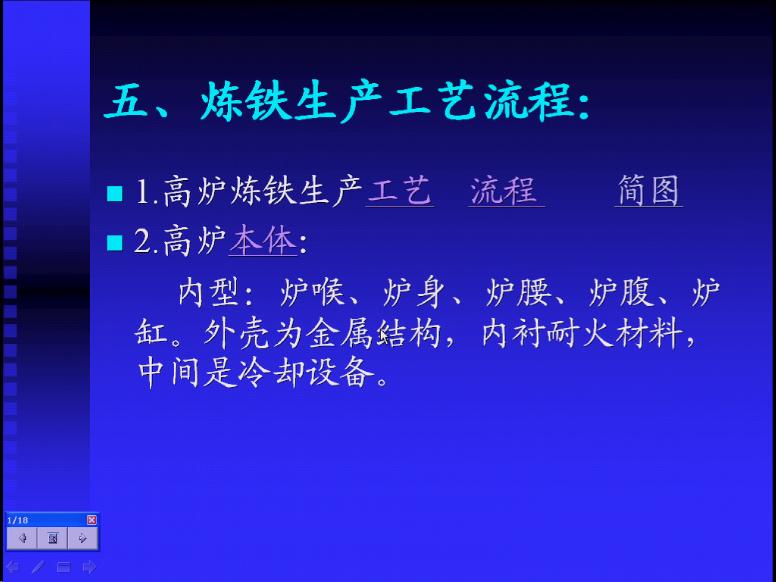 五、炼铁生产工艺流程：
1.高炉炼铁生产工艺 流程 简图
2.高炉本体：
内型：炉喉、炉身、炉腰、炉腹、炉
缸。外壳为金属结构，内衬耐火材料，
中间是冷却设备。
1/18